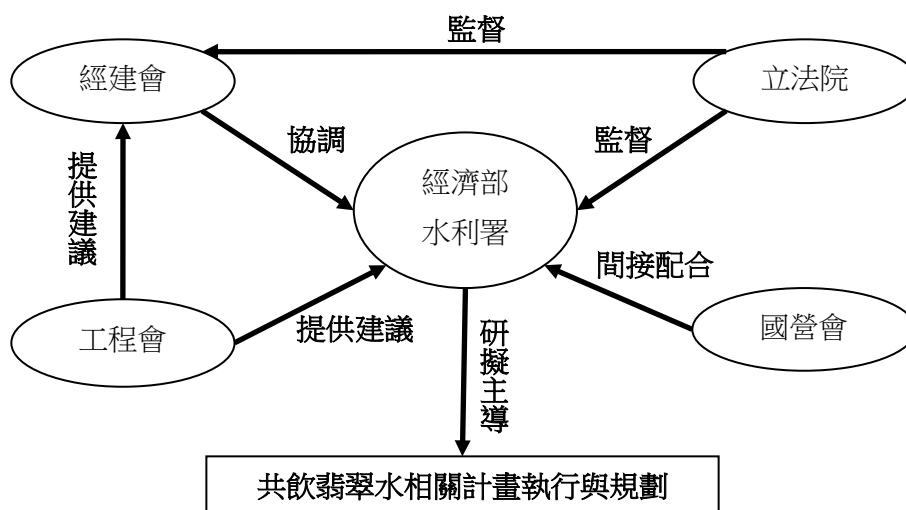 監督
經建會
立法院
協調
監督
提供建議
經濟部
水利署
間接配合
工程會
提供建議
國營會
研擬主導
共飲翡翠水相關計畫執行與規劃